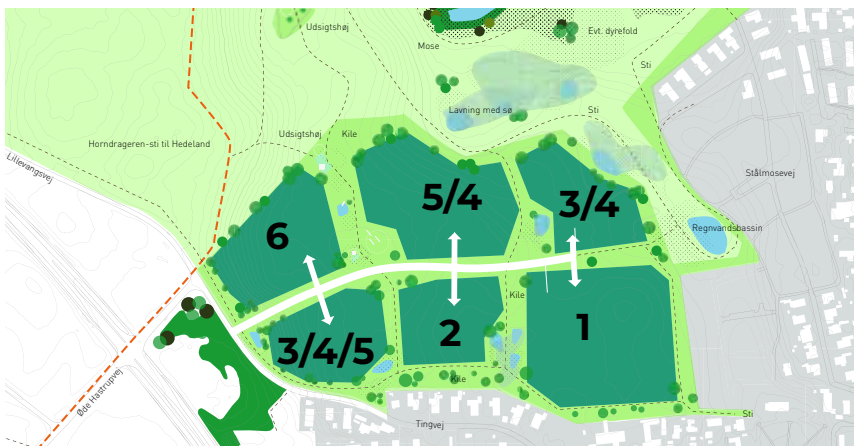 Udsigtshøj
Evt. dyrefold
Mose
Sti
Lavning med sø
Sti
Udsigtshøj
Kile
Horndrageren-sti til Hedeland
Lillevangsvej
Stålmosevej
5/4
3/4
6
Regnvandsbassin
Kile
1
2
3/4/5
Kile
Øde Hastrupvej
Tingvej
Sti